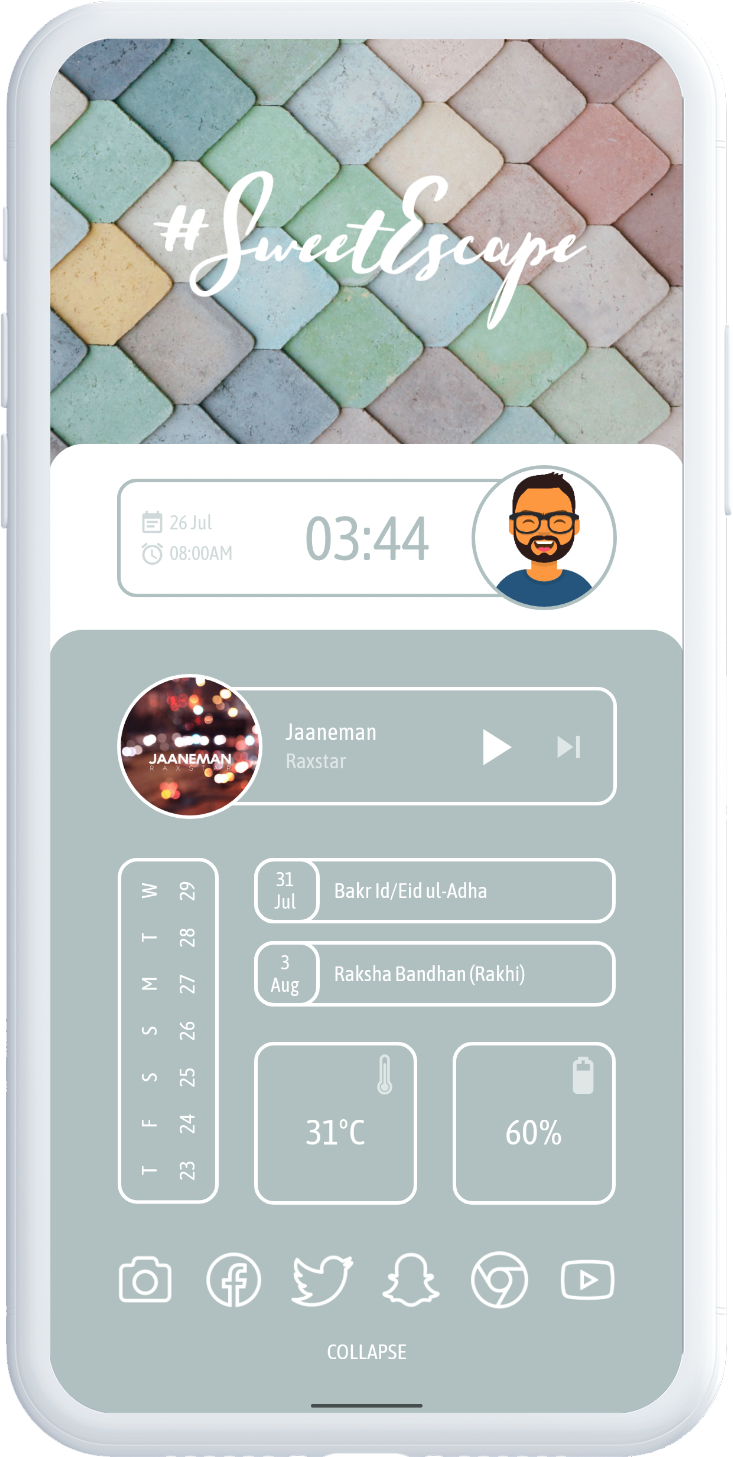 #SweetEscape
26 Jul
08:00AM
03:44
JAANEMAN
RAXSTAR
Jaaneman
Raxstar
W 29
T 28
M 27
S 26
S 25
F 24
T 23
31
Jul
Bakr Id/Eid ul-Adha
3
Aug
Raksha Bandhan (Rakhi)
31°C
60%
COLLAPSE